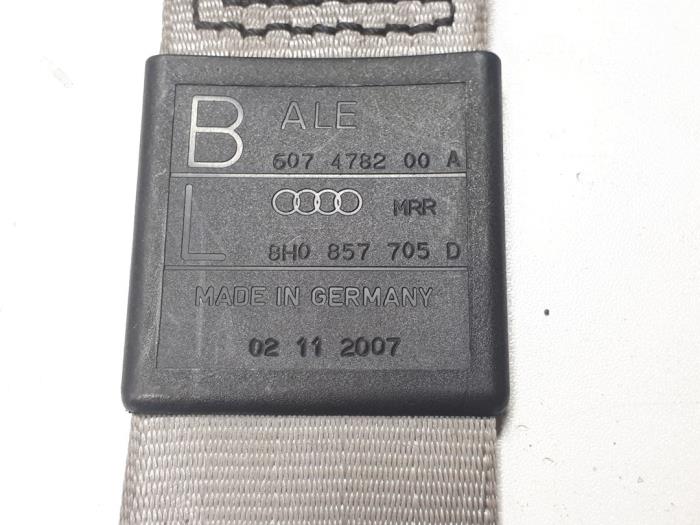 B ALE
607 4782 00 A
L MRR
8H0 857 705 D
MADE IN GERMANY
02 11 2007